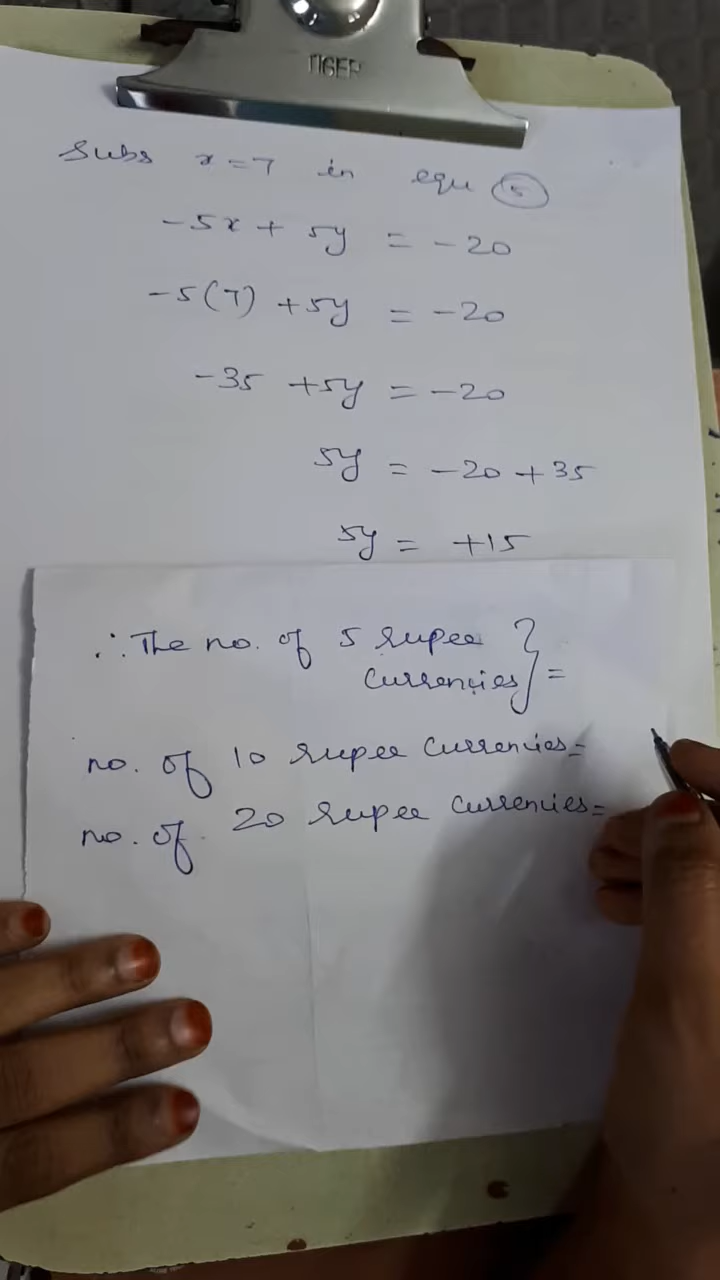 TIGER
Subs x=7 in equ ⑤
-5x + 5y = -20
-5(7) +5y = -20
-35 +5y = -20
5y = -20 + 35
5y = +15
∴ The no. of 5 rupee
currencies } =
no. of 10 rupee currencies =
no. of 20 rupee currencies =